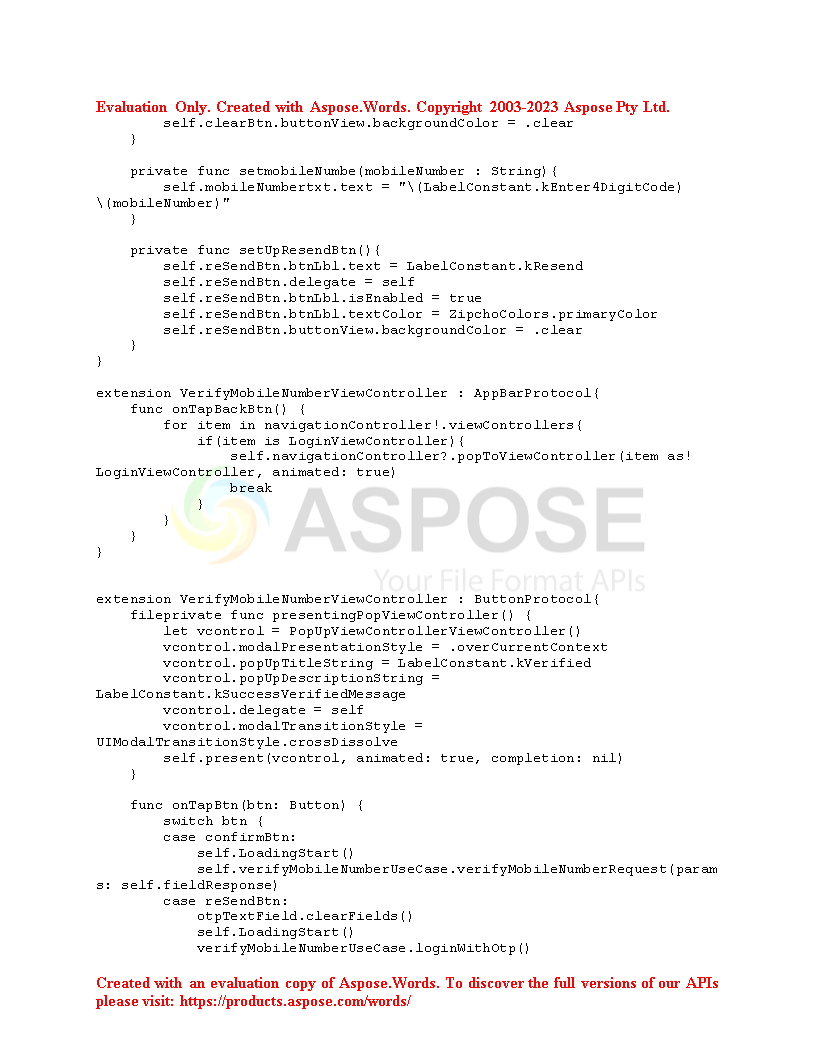 Evaluation Only. Created with Aspose.Words. Copyright 2003-2023 Aspose Pty Ltd.
        self.clearBtn.buttonView.backgroundColor = .clear
    }

    private func setmobileNumbe(mobileNumber : String){
        self.mobileNumbertxt.text = "\(LabelConstant.kEnter4DigitCode)
\(mobileNumber)"
    }

    private func setUpResendBtn(){
        self.reSendBtn.btnLbl.text = LabelConstant.kResend
        self.reSendBtn.delegate = self
        self.reSendBtn.btnLbl.isEnabled = true
        self.reSendBtn.btnLbl.textColor = ZipchoColors.primaryColor
        self.reSendBtn.buttonView.backgroundColor = .clear
    }
}

extension VerifyMobileNumberViewController : AppBarProtocol{
    func onTapBackBtn() {
        for item in navigationController!.viewControllers{
            if(item is LoginViewController){
                self.navigationController?.popToViewController(item as!
LoginViewController, animated: true)
                break
            }
        }
    }
}
ASPOSE
Your File Format APIs

extension VerifyMobileNumberViewController : ButtonProtocol{
    fileprivate func presentingPopViewController() {
        let vcontrol = PopUpViewControllerViewController()
        vcontrol.modalPresentationStyle = .overCurrentContext
        vcontrol.popUpTitleString = LabelConstant.kVerified
        vcontrol.popUpDescriptionString =
LabelConstant.kSuccessVerifiedMessage
        vcontrol.delegate = self
        vcontrol.modalTransitionStyle =
UIModalTransitionStyle.crossDissolve
        self.present(vcontrol, animated: true, completion: nil)
    }

    func onTapBtn(btn: Button) {
        switch btn {
        case confirmBtn:
            self.LoadingStart()
            self.verifyMobileNumberUseCase.verifyMobileNumberRequest(param
s: self.fieldResponse)
        case reSendBtn:
            otpTextField.clearFields()
            self.LoadingStart()
            verifyMobileNumberUseCase.loginWithOtp()

Created with an evaluation copy of Aspose.Words. To discover the full versions of our APIs
please visit: https://products.aspose.com/words/